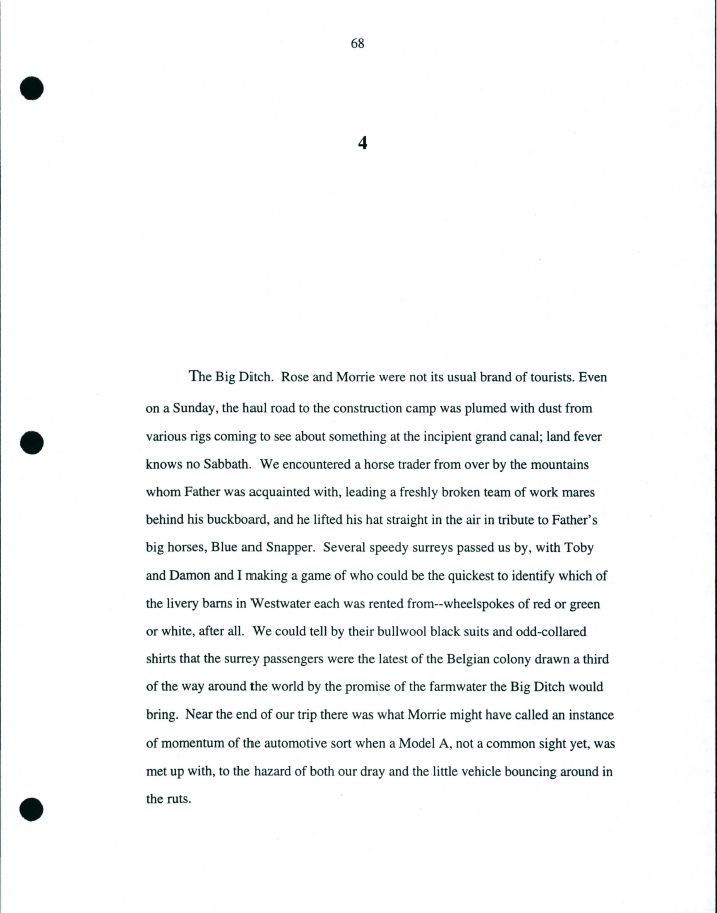 68
4
The Big Ditch.  Rose and Morrie were not its usual brand of tourists. Even
on a Sunday, the haul road to the construction camp was plumed with dust from
various rigs coming to see about something at the incipient grand canal; land fever
knows no Sabbath.  We encountered a horse trader from over by the mountains
whom Father was acquainted with, leading a freshly broken team of work mares
behind his buckboard, and he lifted his hat straight in the air in tribute to Father's
big horses, Blue and Snapper.  Several speedy surreys passed us by, with Toby
and Damon and I making a game of who could be the quickest to identify which of
the livery barns in Westwater each was rented from--wheelspokes of red or green
or white, after all.  We could tell by their bullwool black suits and odd-collared
shirts that the surrey passengers were the latest of the Belgian colony drawn a third
of the way around the world by the promise of the farmwater the Big Ditch would
bring.  Near the end of our trip there was what Morrie might have called an instance
of momentum of the automotive sort when a Model A, not a common sight yet, was
met up with, to the hazard of both our dray and the little vehicle bouncing around in
the ruts.